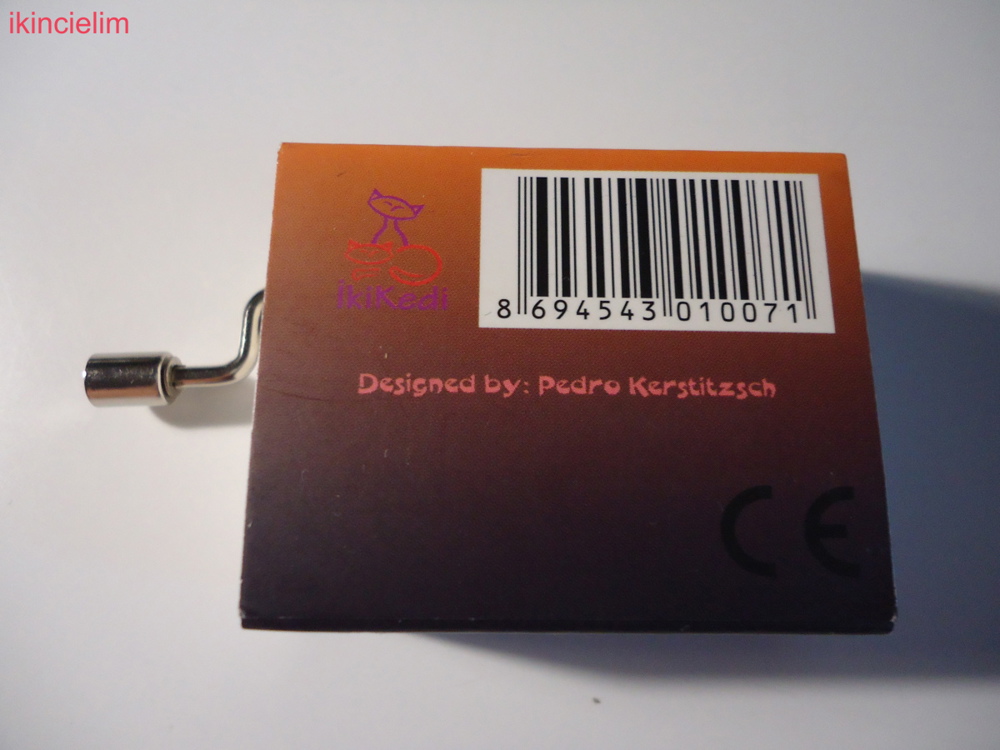 ikincielim
İkiKedi
8 694543 010071
Designed by: Pedro Kerstitzsch
CE